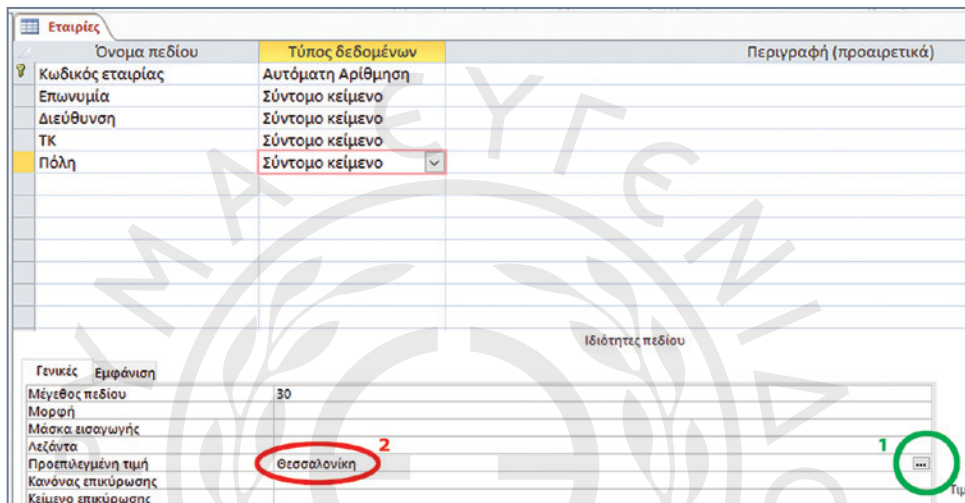 Εταιρίες
Όνομα πεδίου Τύπος δεδομένων Περιγραφή (προαιρετικά)
Κωδικός εταιρίας Αυτόματη Αρίθμηση
Επωνυμία Σύντομο κείμενο
Διεύθυνση Σύντομο κείμενο
ΤΚ Σύντομο κείμενο
Πόλη Σύντομο κείμενο
Ιδιότητες πεδίου
Γενικές Εμφάνιση
Μέγεθος πεδίου 30
Μορφή
Μάσκα εισαγωγής
Λεζάντα 2 1
Προεπιλεγμένη τιμή Θεσσαλονίκη ...
Κανόνας επικύρωσης
Κείμενο επικύρωσης